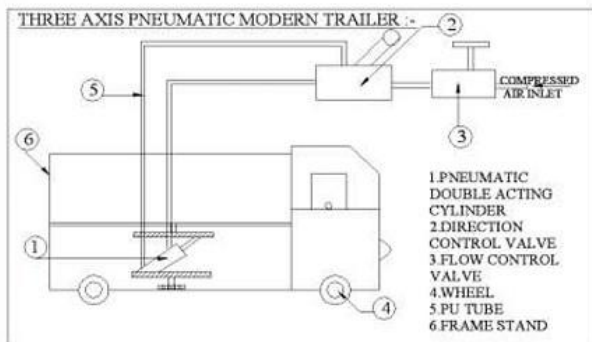 THREE AXIS PNEUMATIC MODERN TRAILER :-
2
5
COMPRESSED
AIR INLET
3
6
1
4
1.PNEUMATIC
DOUBLE ACTING
CYLINDER
2.DIRECTION
CONTROL VALVE
3.FLOW CONTROL
VALVE
4.WHEEL
5.PU TUBE
6.FRAME STAND